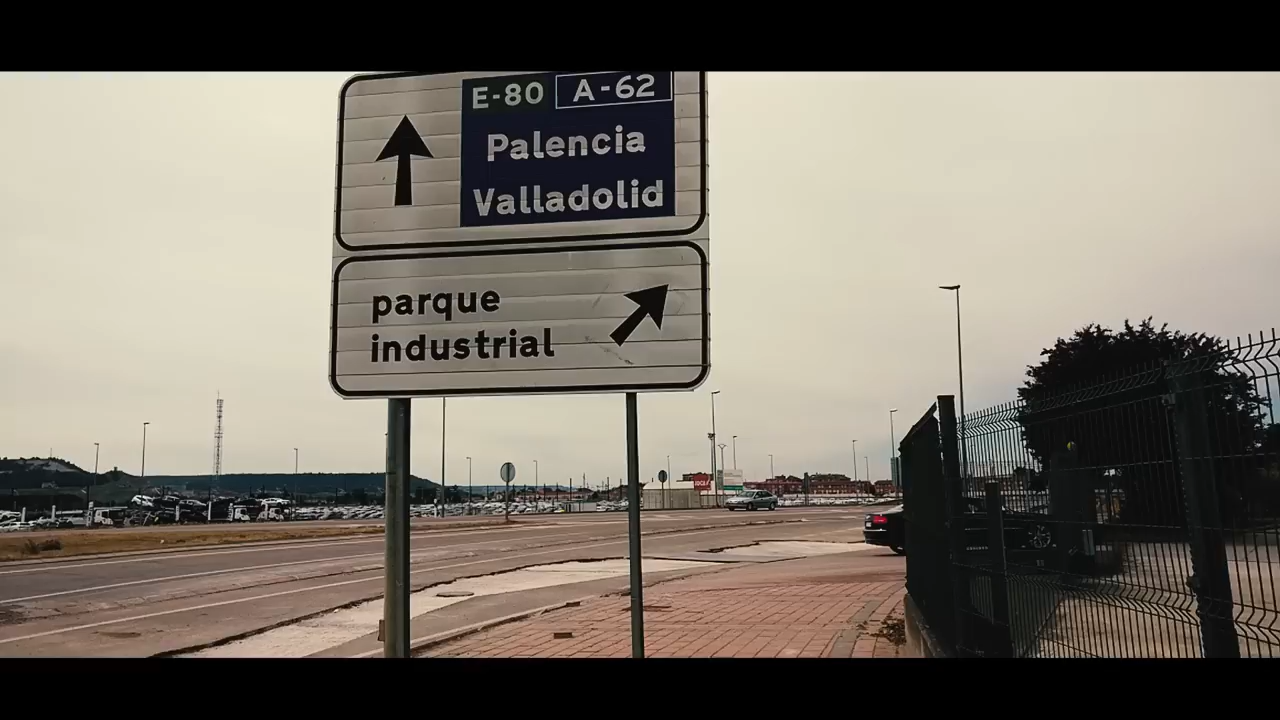 E-80 A-62
Palencia
Valladolid
parque
industrial